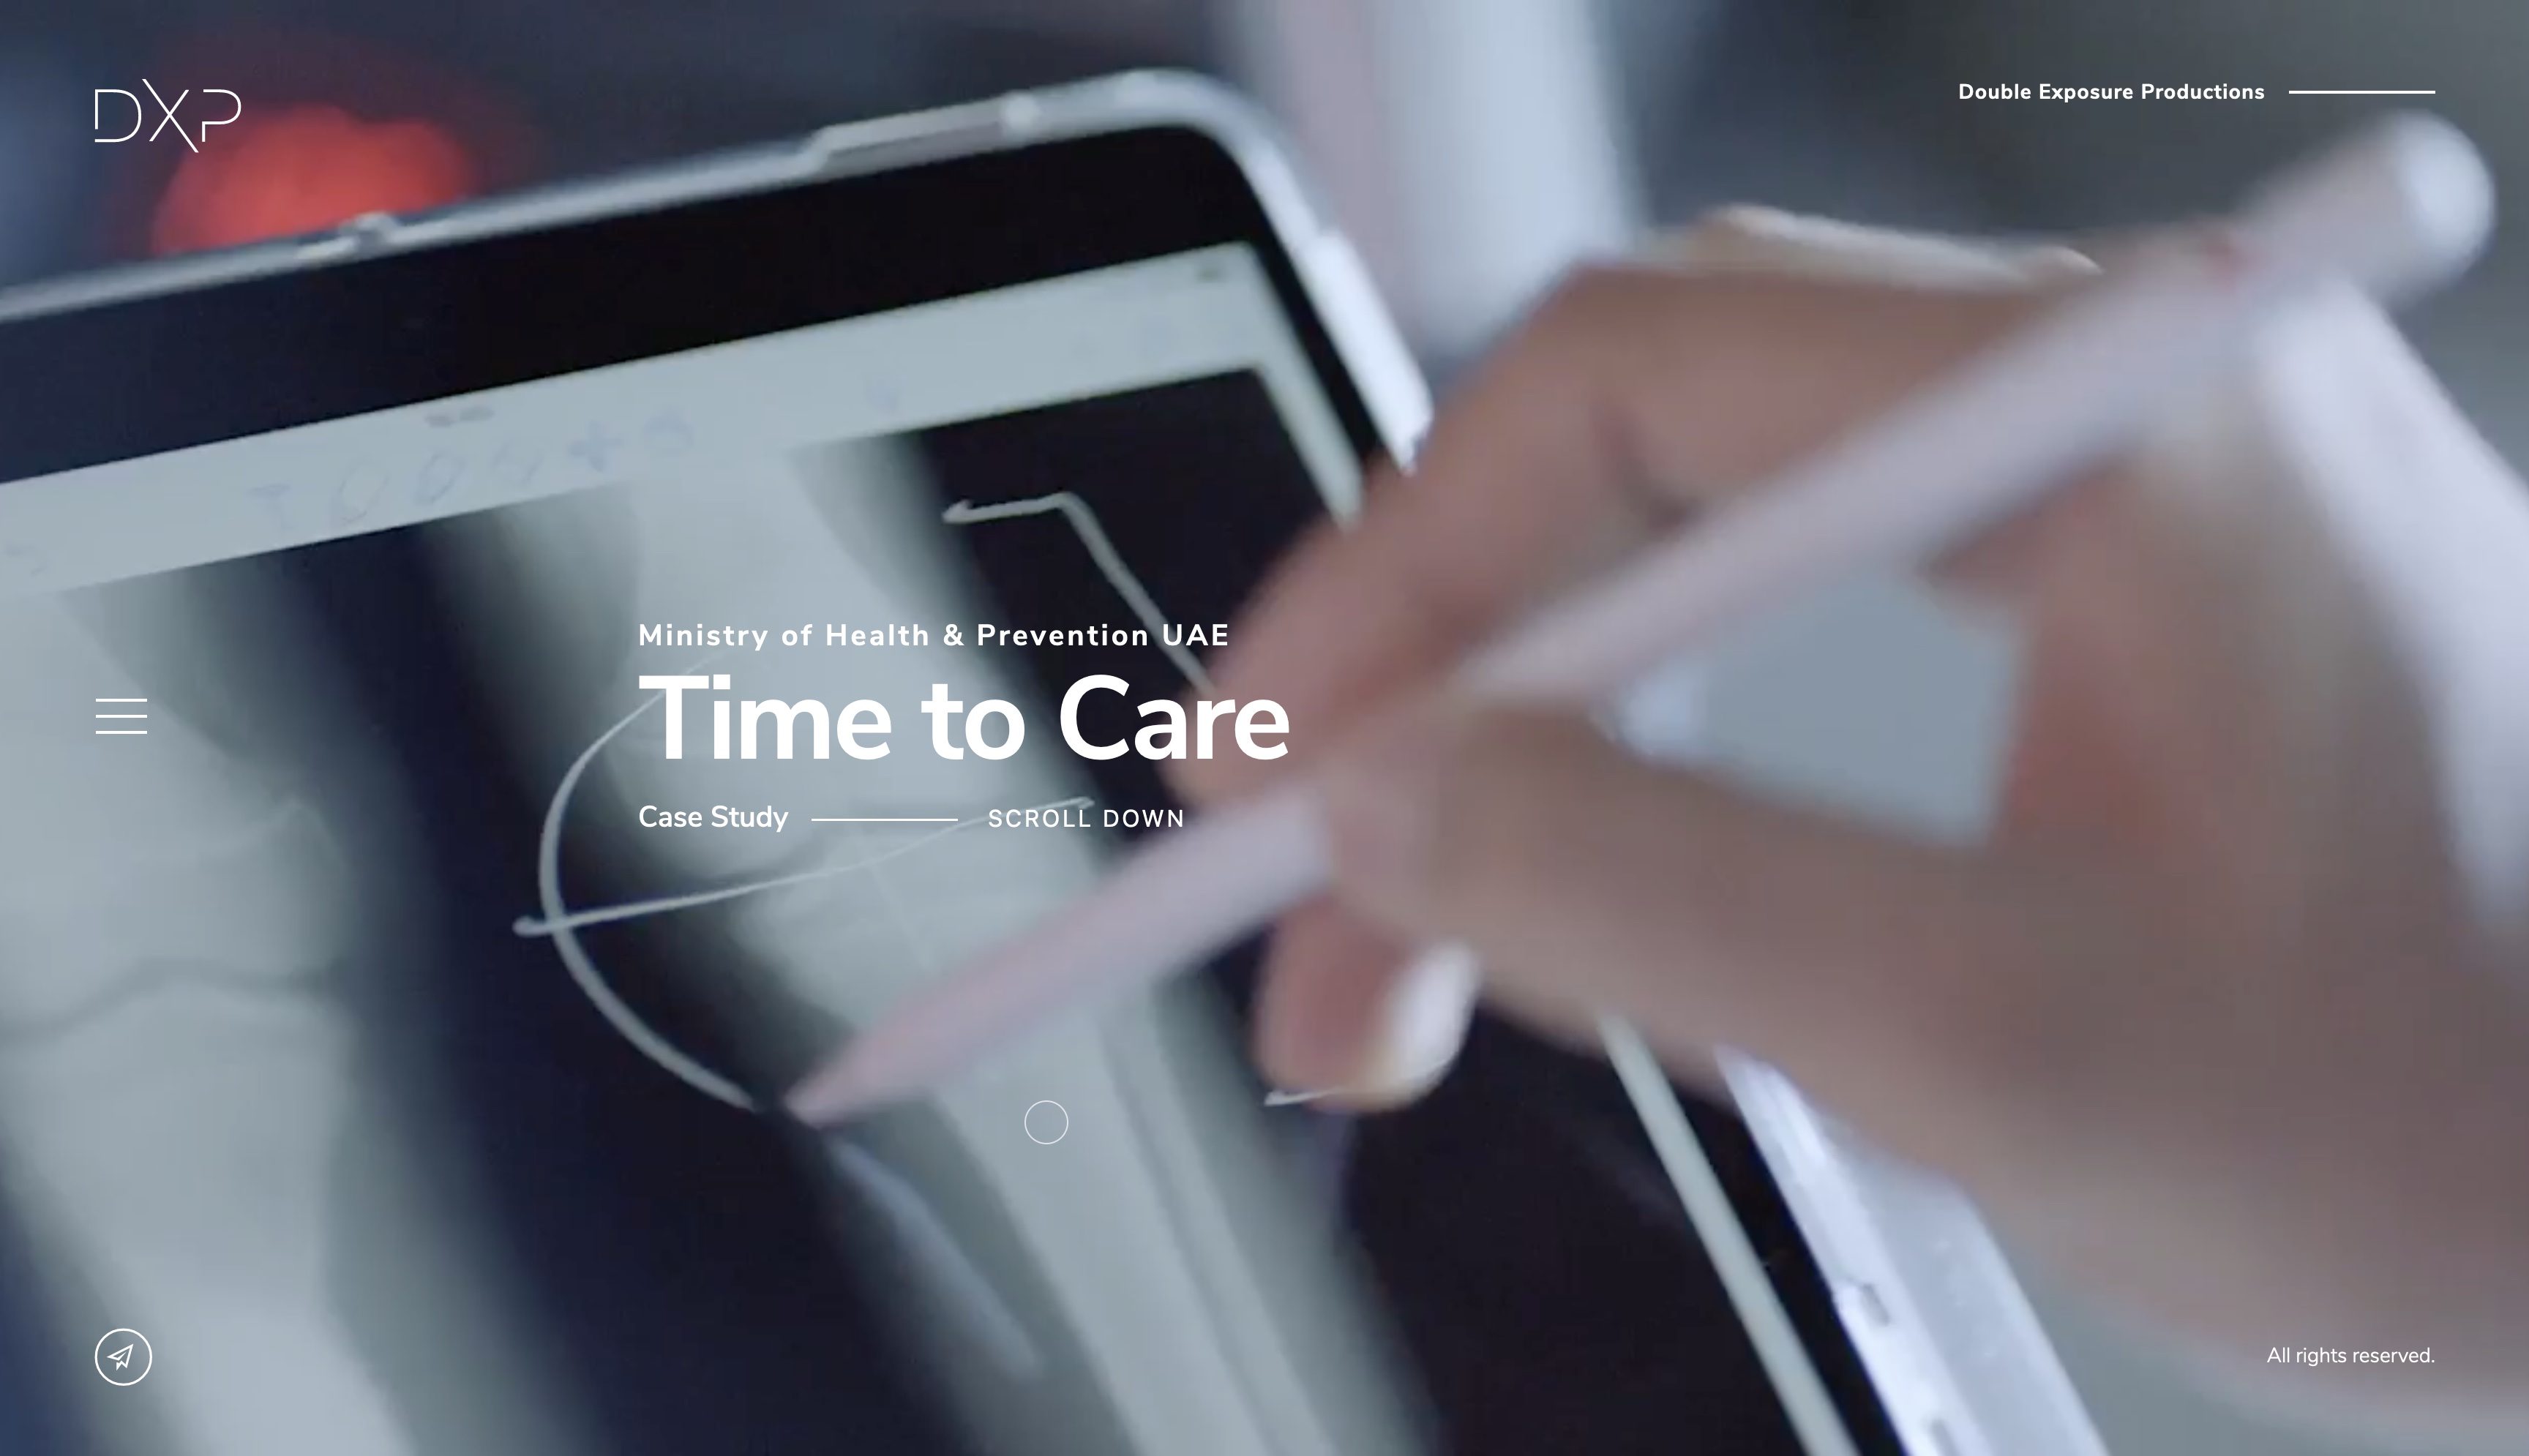 DXP
Double Exposure Productions
Ministry of Health & Prevention UAE
Time to Care
Case Study
SCROLL DOWN
All rights reserved.